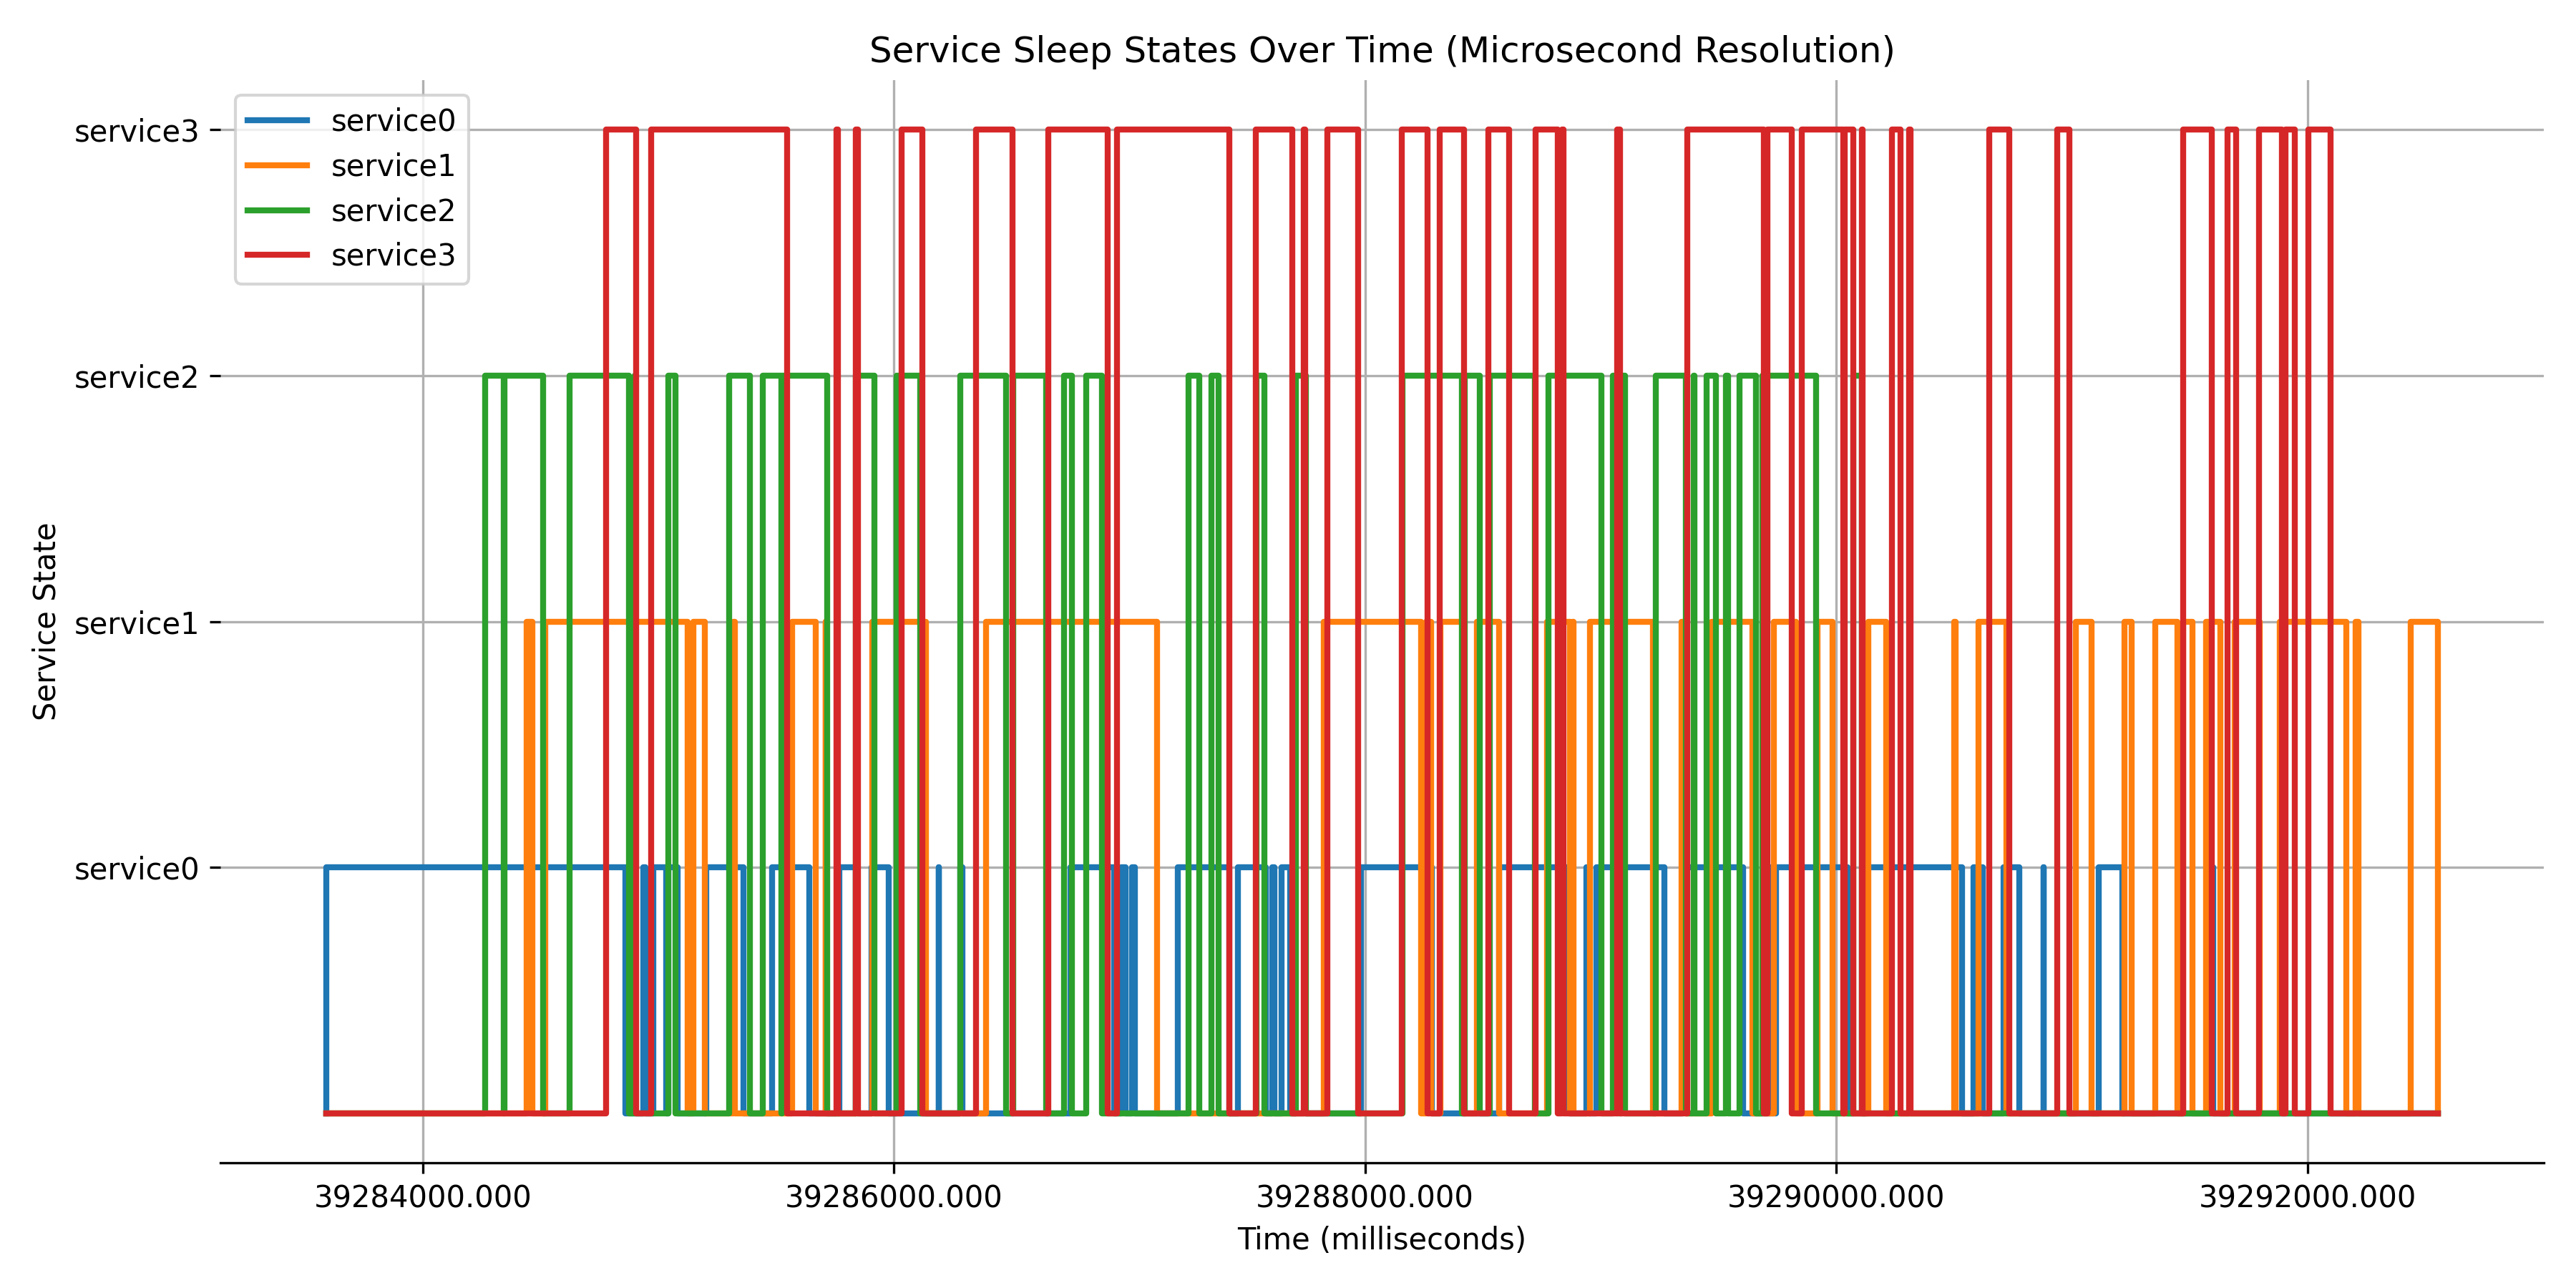 Service Sleep States Over Time (Microsecond Resolution)
service0
service1
service2
service3
service3
service2
service1
service0
Service State
39284000.000
39286000.000
39288000.000
39290000.000
39292000.000
Time (milliseconds)